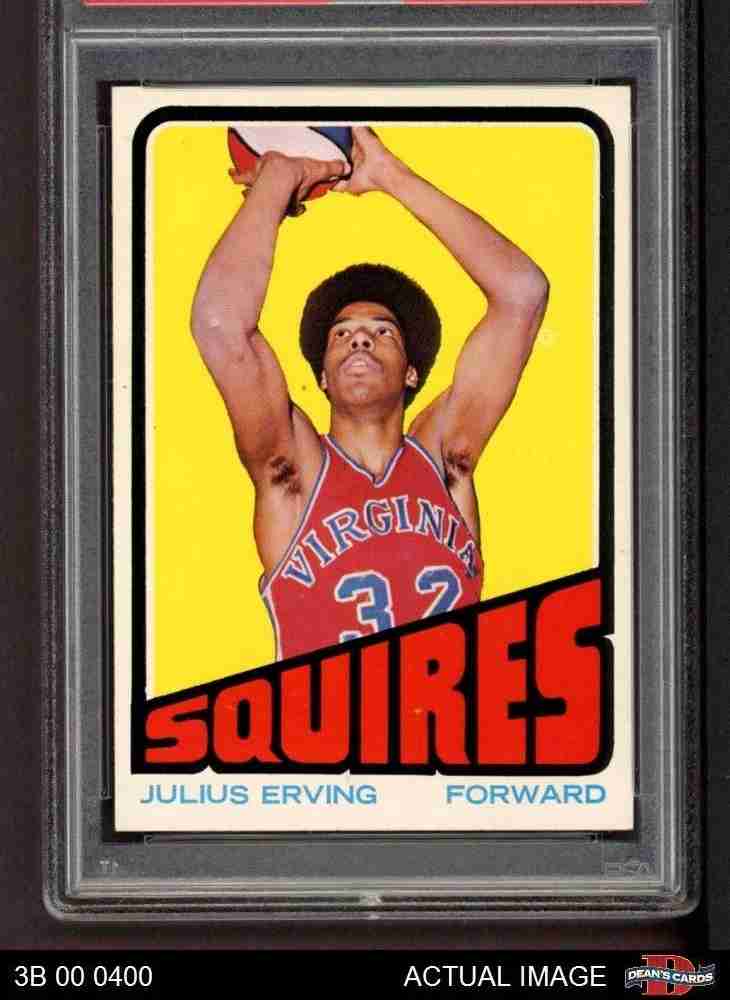 VIRGINIA
32
SQUIRES
JULIUS ERVING FORWARD
3B 00 0400 ACTUAL IMAGE DEAN'S CARDS